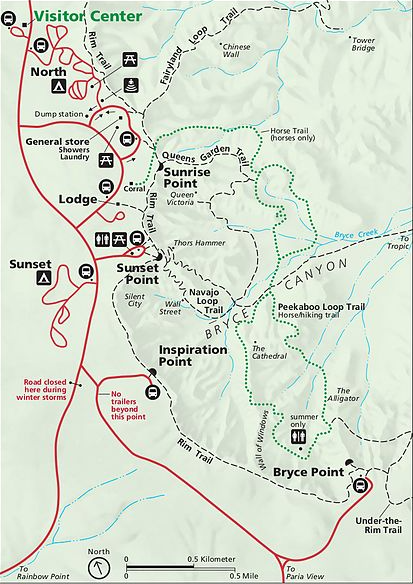 Visitor Center
Rim Trail
Fairyland Loop Trail
Chinese
Wall
Tower
Bridge
North
Dump station
General store
Showers
Laundry
Horse Trail
(horses only)
Queens Garden Trail
Sunrise
Point
Corral
Queen
Victoria
Lodge
Rim Trail
Thors Hammer
Bryce Creek
To
Tropic
Sunset
Sunset
Point
BRYCE CANYON
Silent
City
Wall
Street
Navajo
Loop
Trail
Peekaboo Loop Trail
Horse/hiking trail
Inspiration
Point
The
Cathedral
Road closed
here during
winter storms
No
trailers
beyond
this point
The
Alligator
summer
only
Wall of Windows
Rim Trail
Bryce Point
Under-the-
Rim Trail
North
0 0.5 Kilometer
0 0.5 Mile
To
Rainbow Point
To
Paria View